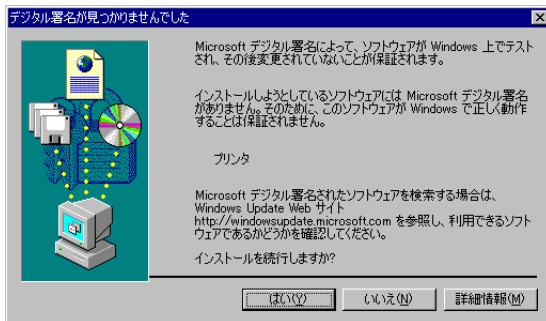 デジタル署名が見つかりませんでした
Microsoft デジタル署名によって、ソフトウェアが Windows 上でテスト
され、その後変更されていないことが保証されます。
インストールしようとしているソフトウェアには Microsoft デジタル署名
がありません。そのために、このソフトウェアが Windows で正しく動作
することは保証されません。
プリンタ
Microsoft デジタル署名されたソフトウェアを検索する場合は、
Windows Update Web サイト
http://windowsupdate.microsoft.com を参照し、利用できるソフト
ウェアであるかどうかを確認してください。
インストールを続行しますか?
はい(Y) いいえ(N) 詳細情報(M)